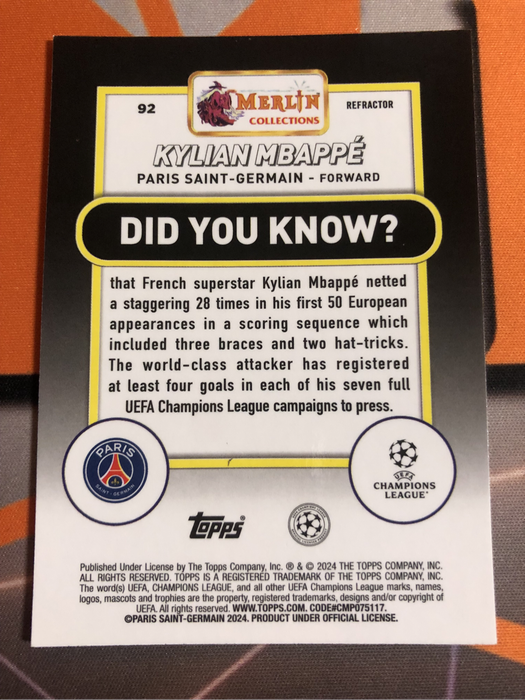 MERLIN
COLLECTIONS
92
REFRACTOR
KYLIAN MBAPPÉ
PARIS SAINT-GERMAIN - FORWARD
DID YOU KNOW?
that French superstar Kylian Mbappé netted
a staggering 28 times in his first 50 European
appearances in a scoring sequence which
included three braces and two hat-tricks.
The world-class attacker has registered
at least four goals in each of his seven full
UEFA Champions League campaigns to press.
PARIS
SAINT-GERMAIN
UEFA
CHAMPIONS
LEAGUE
topps
Published Under License by The Topps Company, Inc. ® & © 2024 THE TOPPS COMPANY, INC.
ALL RIGHTS RESERVED. TOPPS IS A REGISTERED TRADEMARK OF THE TOPPS COMPANY, INC.
The word(s) UEFA, CHAMPIONS LEAGUE, and all other UEFA Champions League marks, names,
logos, mascots and trophies are the property, registered trademarks, designs and/or copyright of
UEFA. All rights reserved. WWW.TOPPS.COM. CODE#CMP075117.
©PARIS SAINT-GERMAIN 2024. PRODUCT UNDER OFFICIAL LICENSE.